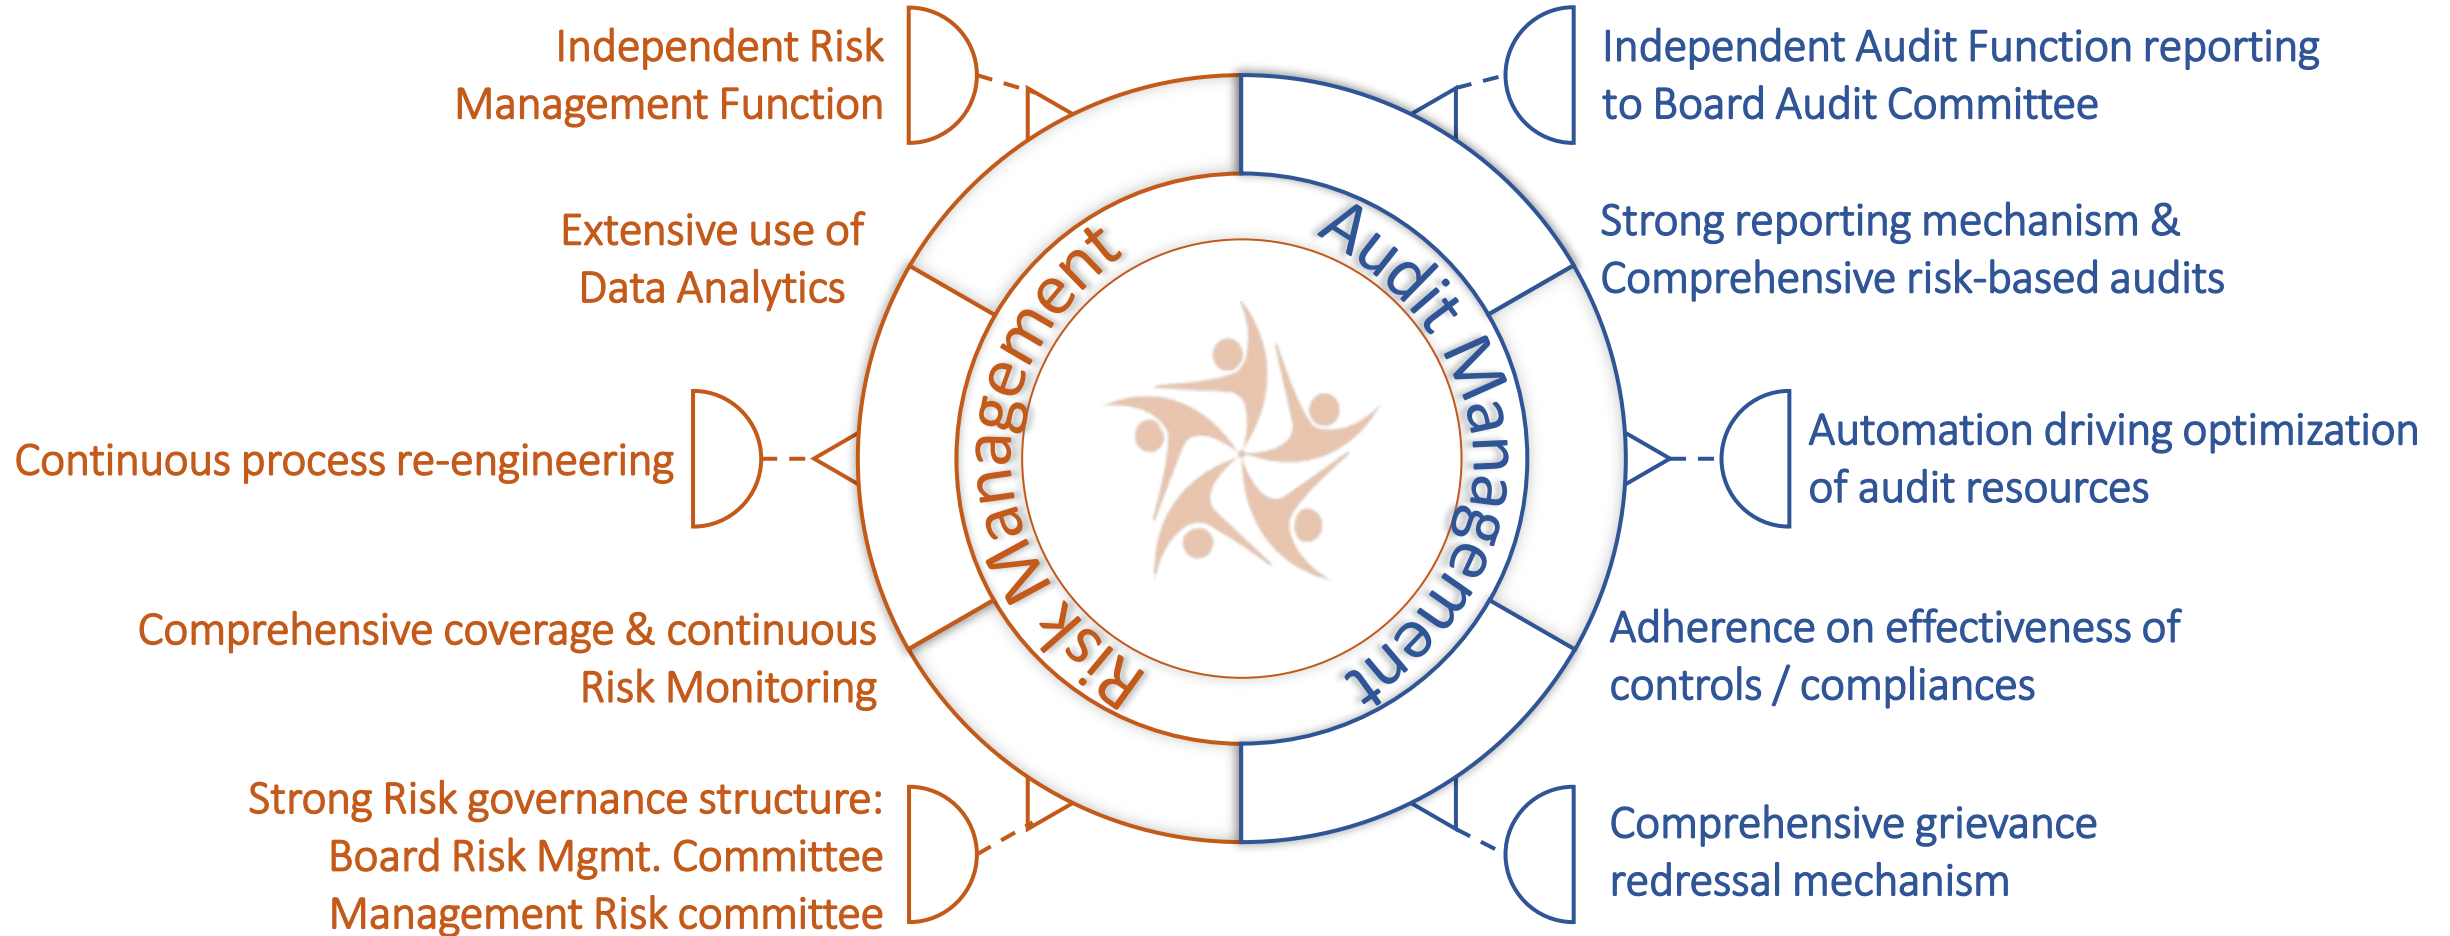 Independent Risk
Management Function
Extensive use of
Data Analytics
Continuous process re-engineering
Comprehensive coverage & continuous
Risk Monitoring
Strong Risk governance structure:
Board Risk Mgmt. Committee
Management Risk committee
Risk Management
Audit Management
Independent Audit Function reporting
to Board Audit Committee
Strong reporting mechanism &
Comprehensive risk-based audits
Automation driving optimization
of audit resources
Adherence on effectiveness of
controls / compliances
Comprehensive grievance
redressal mechanism